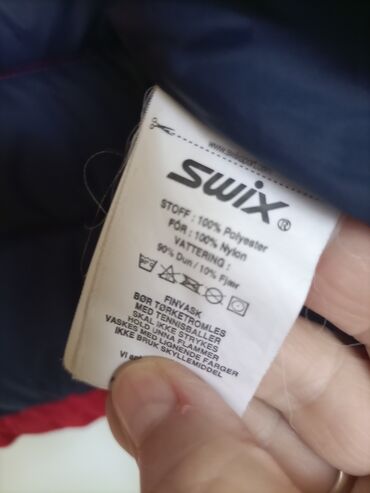 swix®
STOFF : 100% Polyester
FÓR : 100% Nylon
VATTERING :
90% Dun / 10% Fjær
FINVASK
BØR TØRKETROMLES
MED TENNISBALLER
SKAL IKKE STRYKES
HOLD UNNA FLAMMER
VASKES MED LIGNENDE FARGER
IKKE BRUK SKYLLEMIDDEL